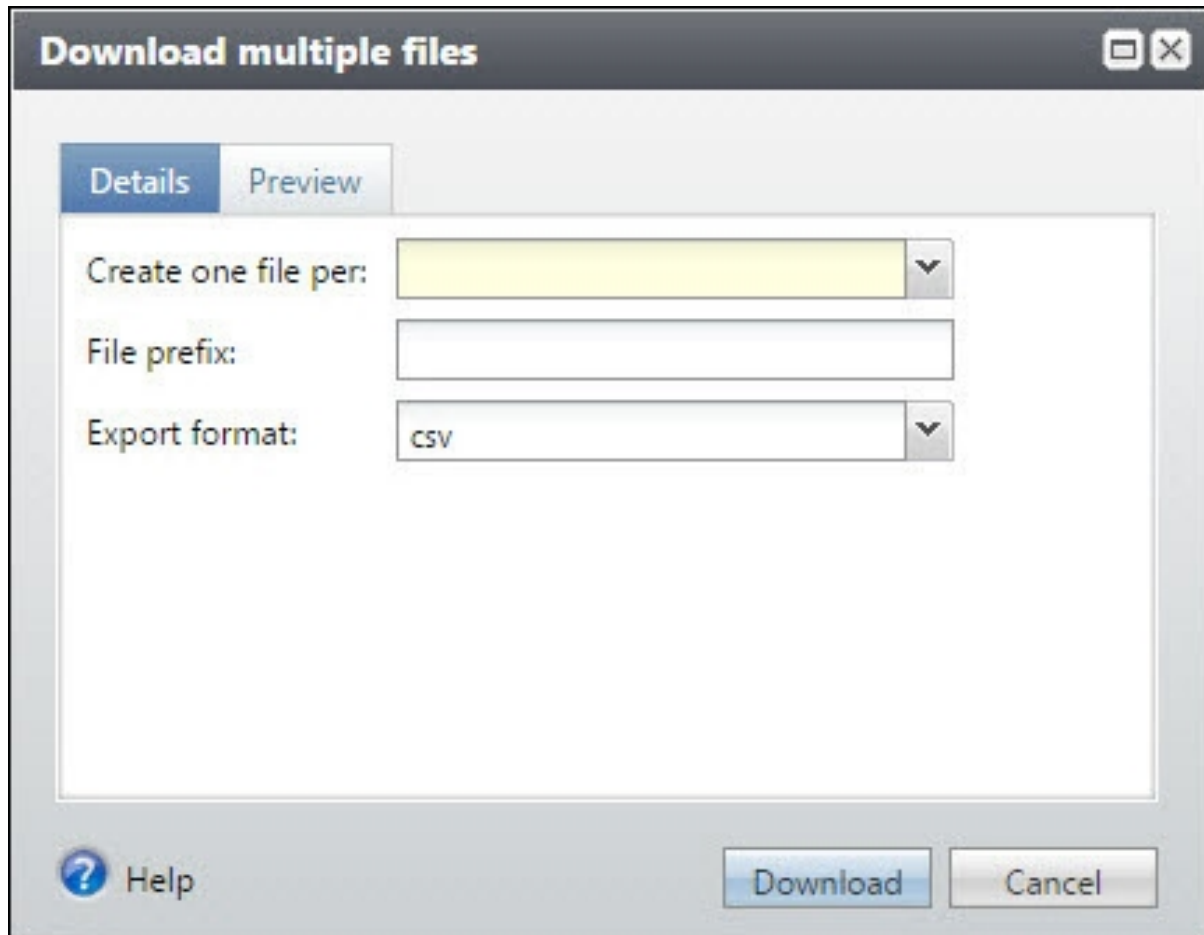 Download multiple files
Details Preview
Create one file per:
File prefix:
Export format: csv
? Help Download Cancel